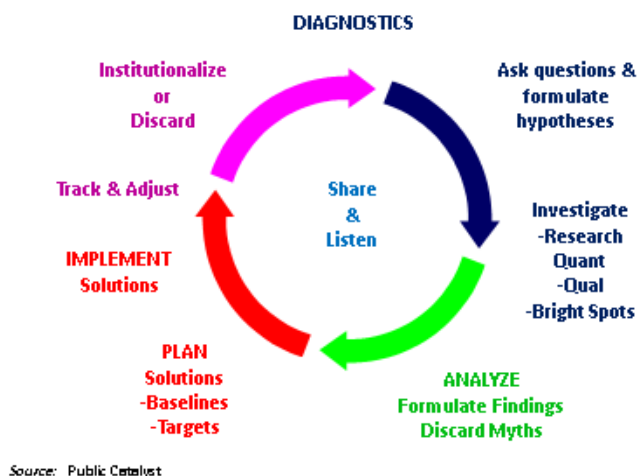 DIAGNOSTICS
Ask questions &
formulate
hypotheses
Investigate
-Research
Quant
-Qual
-Bright Spots
ANALYZE
Formulate Findings
Discard Myths
PLAN
Solutions
-Baselines
-Targets
IMPLEMENT
Solutions
Track & Adjust
Institutionalize
or
Discard
Share
&
Listen
Source: Public Catalyst